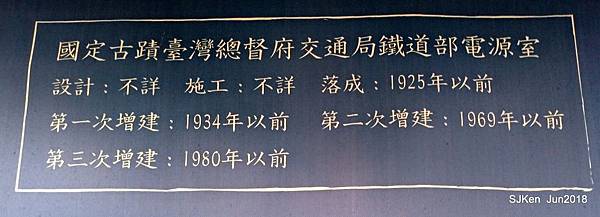 國定古蹟臺灣總督府交通局鐵道部電源室
設計：不詳　施工：不詳　落成：1925年以前
第一次增建：1934年以前　第二次增建：1969年以前
第三次增建：1980年以前
SJKen Jun2018